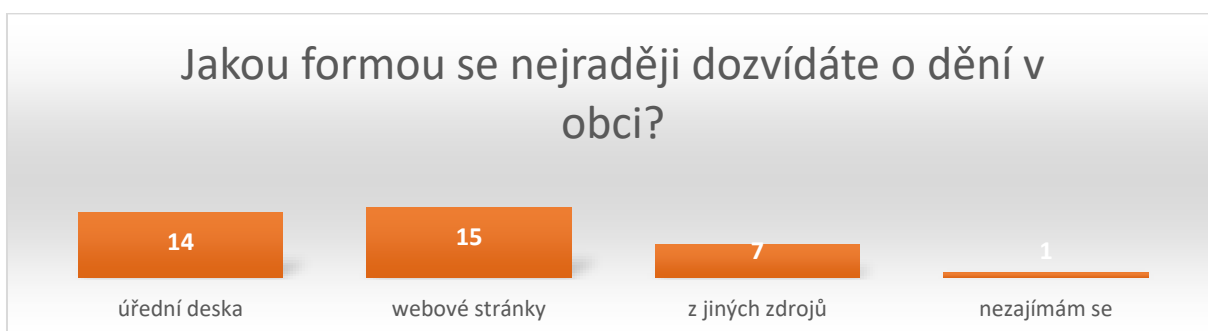 Jakou formou se nejraději dozvídáte o dění v
obci?
14
15
7
1
úřední deska
webové stránky
z jiných zdrojů
nezajímám se